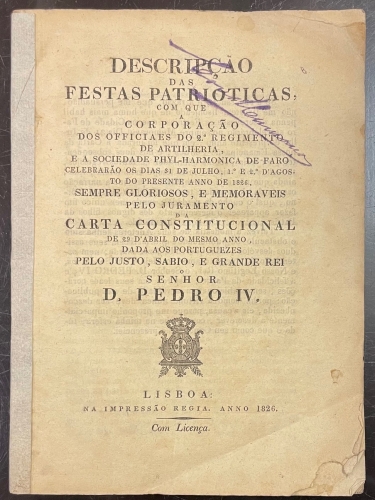 DESCRIPÇÃO
DAS
FESTAS PATRIOTICAS,
COM QUE
A
CORPORAÇÃO
DOS OFFICIAES DO 2.º REGIMENTO
DE ARTILHERIA,
E A SOCIEDADE PHYL-HARMONICA DE FARO
CELEBRARÃO OS DIAS 31 DE JULHO, 1.º E 2.º D'AGOS-
TO DO PRESENTE ANNO DE 1826,
SEMPRE GLORIOSOS, E MEMORAVEIS
PELO JURAMENTO
DA
CARTA CONSTITUCIONAL
DE 29 D'ABRIL DO MESMO ANNO,
DADA AOS PORTUGUEZES
PELO JUSTO, SABIO, E GRANDE REI
O
SENHOR
D. PEDRO IV.
LISBOA:
NA IMPRESSÃO REGIA. ANNO 1826.
Com Licença.